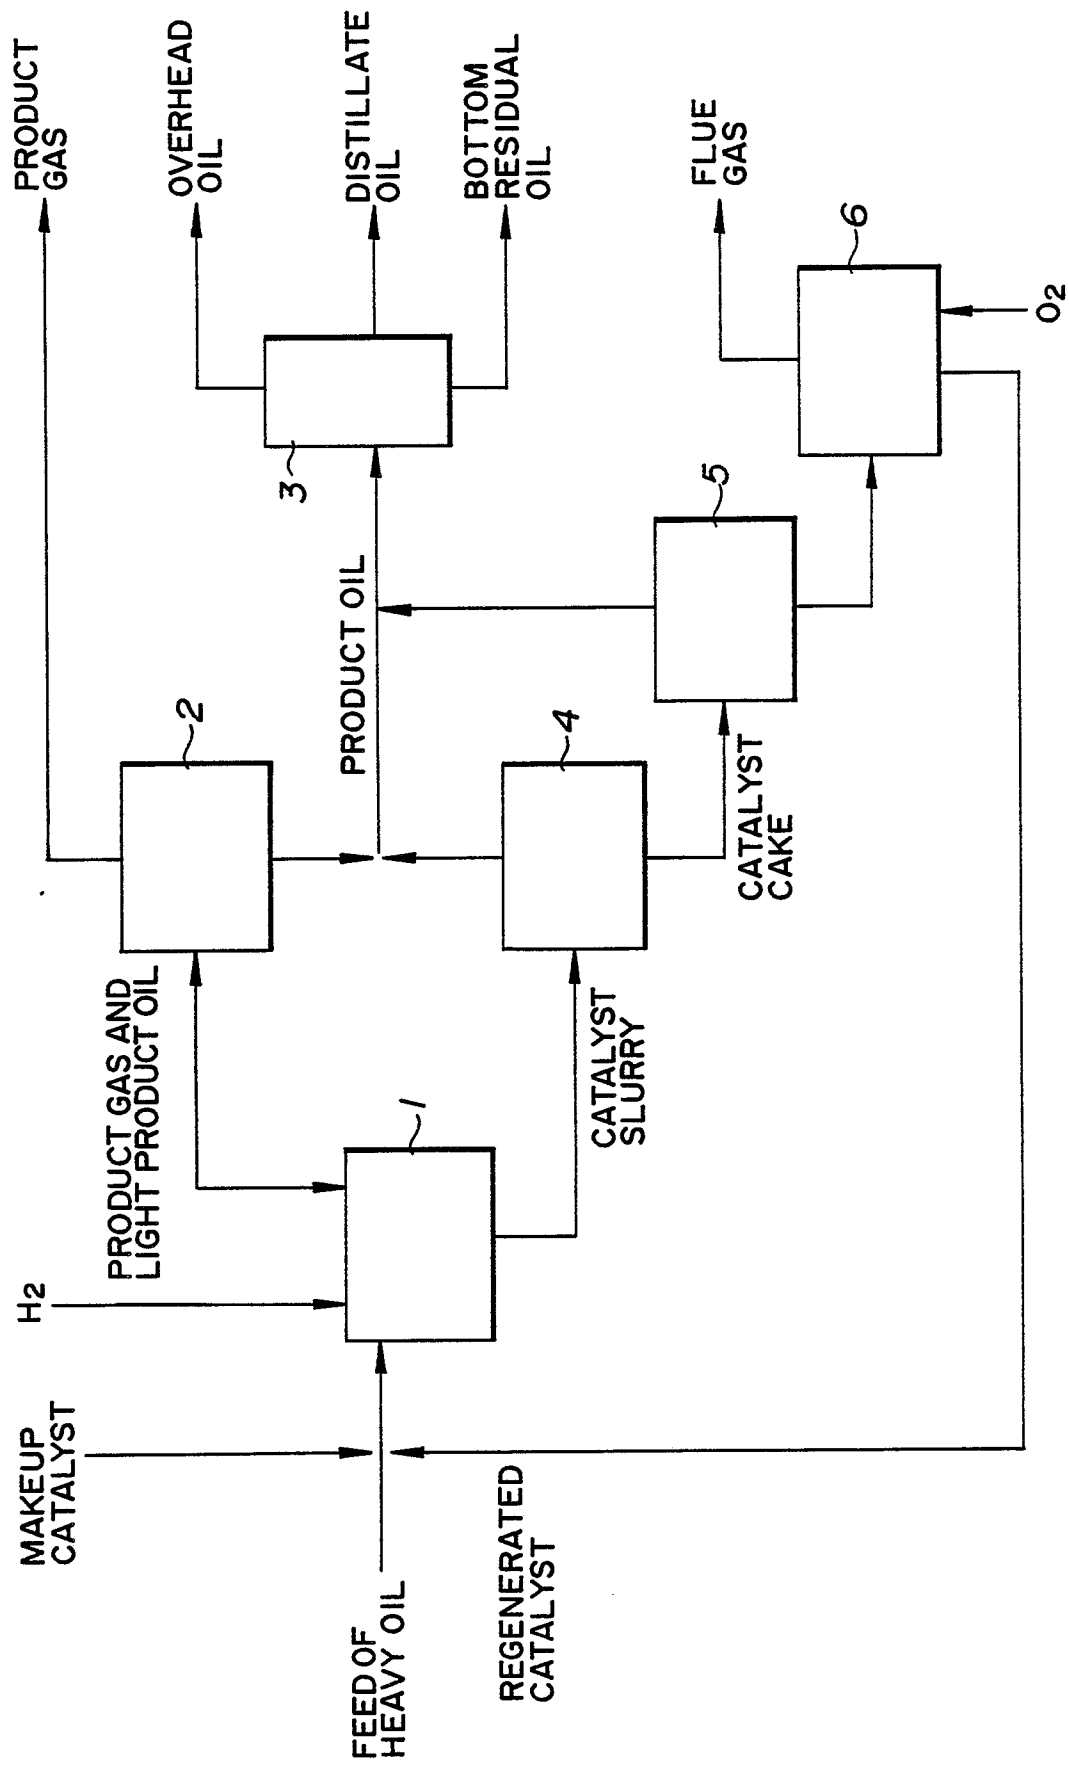 MAKEUP
CATALYST
H2
PRODUCT GAS AND
LIGHT PRODUCT OIL
2
PRODUCT
GAS
OVERHEAD
OIL
FEED OF
HEAVY OIL
1
PRODUCT OIL
3
DISTILLATE
OIL
BOTTOM
RESIDUAL
OIL
REGENERATED
CATALYST
CATALYST
SLURRY
4
CATALYST
CAKE
5
FLUE
GAS
6
O2